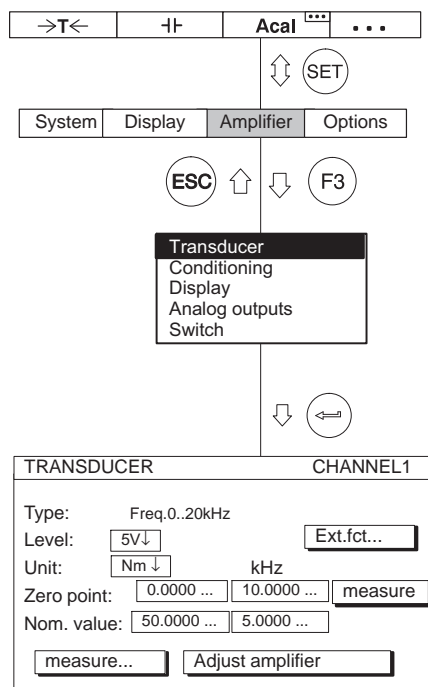 →T← ⊣⊢ Acal ... ...
SET
System Display Amplifier Options
ESC F3
Transducer
Conditioning
Display
Analog outputs
Switch
TRANSDUCER CHANNEL1
Type: Freq.0..20kHz
Level: 5V↓ Ext.fct...
Unit: Nm ↓ kHz
Zero point: 0.0000 ... 10.0000 ... measure
Nom. value: 50.0000 ... 5.0000 ...
measure... Adjust amplifier